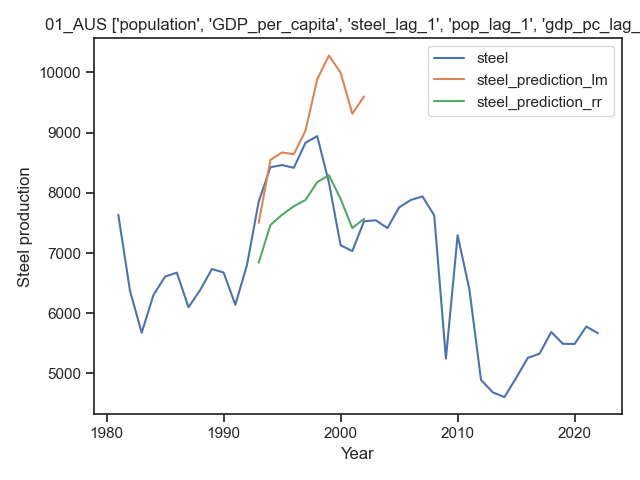 01_AUS ['population', 'GDP_per_capita', 'steel_lag_1', 'pop_lag_1', 'gdp_pc_lag_
steel
steel_prediction_lm
steel_prediction_rr
10000
9000
8000
7000
6000
5000
Steel production
1980
1990
2000
2010
2020
Year